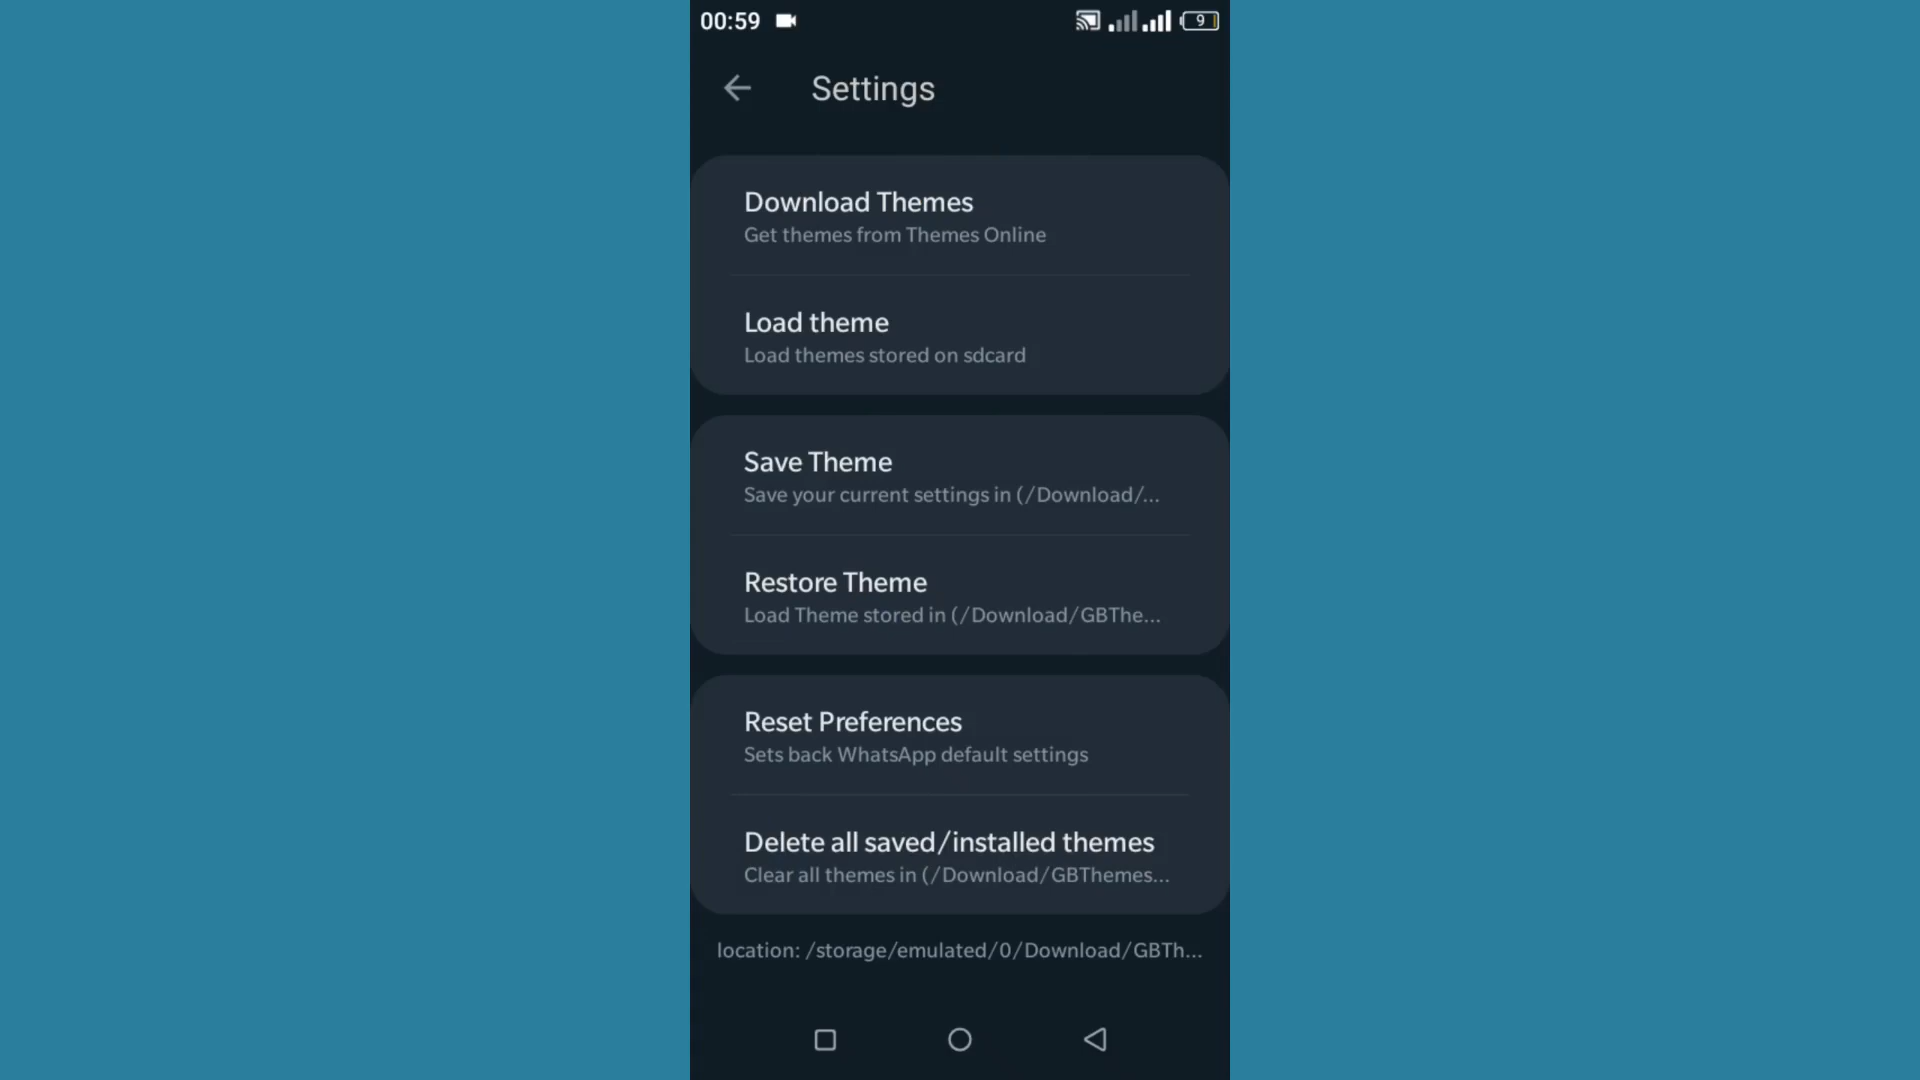 00:59
9
Settings
Download Themes
Get themes from Themes Online
Load theme
Load themes stored on sdcard
Save Theme
Save your current settings in (/Download/...
Restore Theme
Load Theme stored in (/Download/GBThe...
Reset Preferences
Sets back WhatsApp default settings
Delete all saved/installed themes
Clear all themes in (/Download/GBThemes...
location: /storage/emulated/0/Download/GBTh...